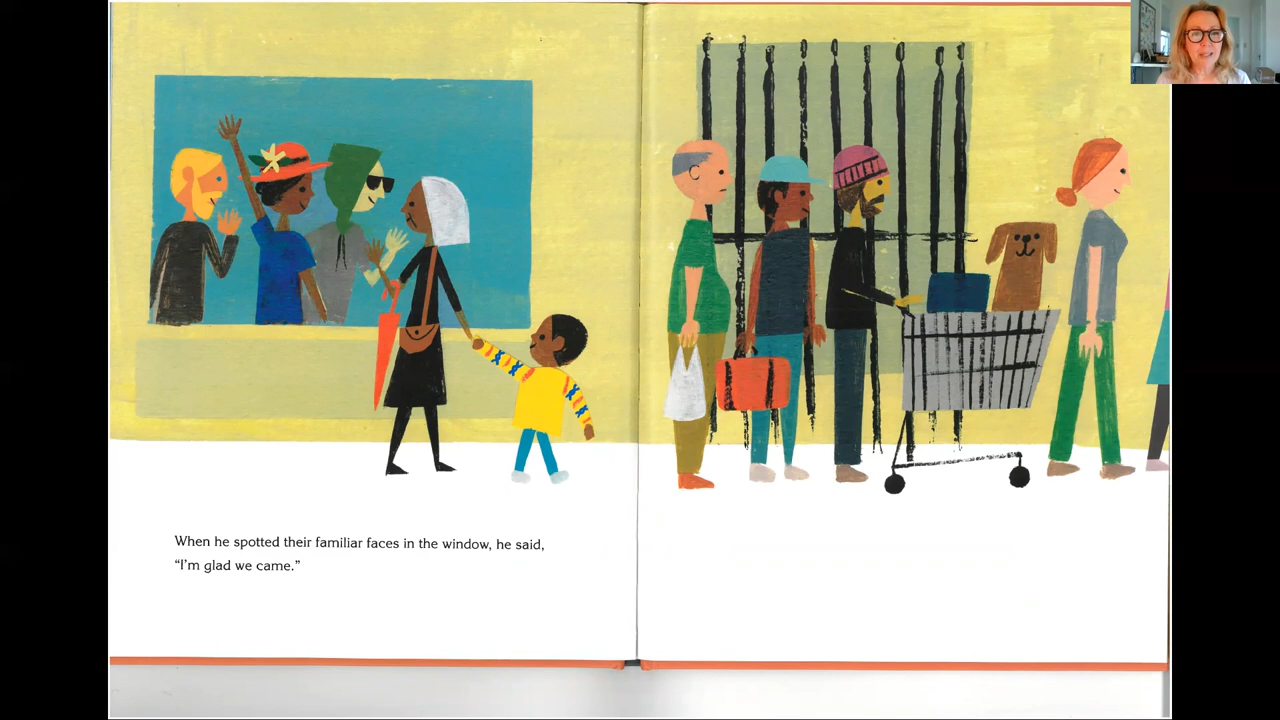 When he spotted their familiar faces in the window, he said,
“I’m glad we came.”